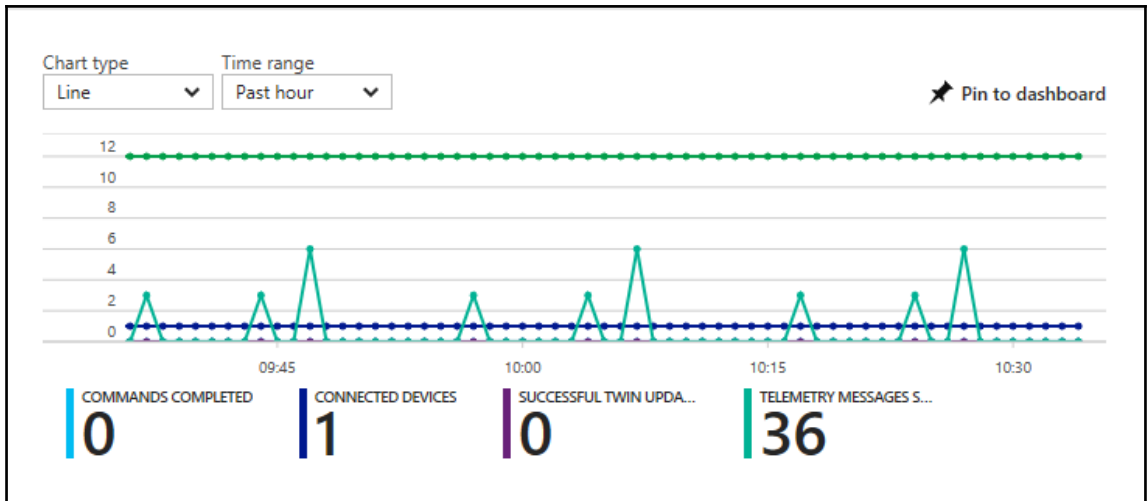 Chart type Time range
Line Past hour
Pin to dashboard
12
10
8
6
4
2
0
09:45 10:00 10:15 10:30
COMMANDS COMPLETED CONNECTED DEVICES SUCCESSFUL TWIN UPDA... TELEMETRY MESSAGES S...
0 1 0 36